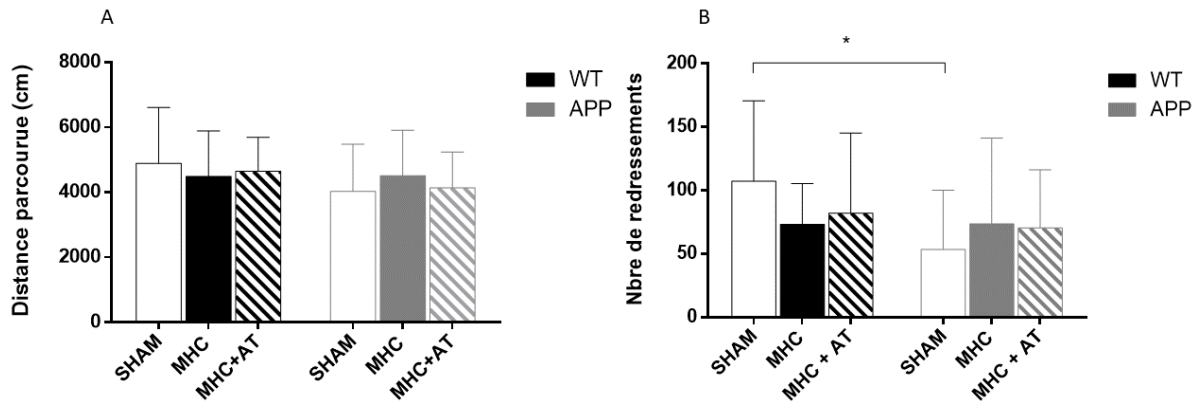 A
Distance parcourue (cm)
8000
6000
4000
2000
0
SHAM
MHC
MHC+AT
SHAM
MHC
MHC+AT
WT
APP
B
Nbre de redressements
200
150
100
50
0
*
SHAM
MHC
MHC + AT
SHAM
MHC
MHC + AT
WT
APP